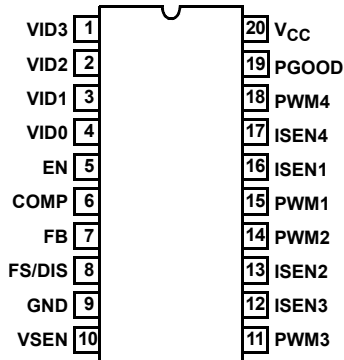 VID3 1 20 VCC
VID2 2 19 PGOOD
VID1 3 18 PWM4
VID0 4 17 ISEN4
EN 5 16 ISEN1
COMP 6 15 PWM1
FB 7 14 PWM2
FS/DIS 8 13 ISEN2
GND 9 12 ISEN3
VSEN 10 11 PWM3